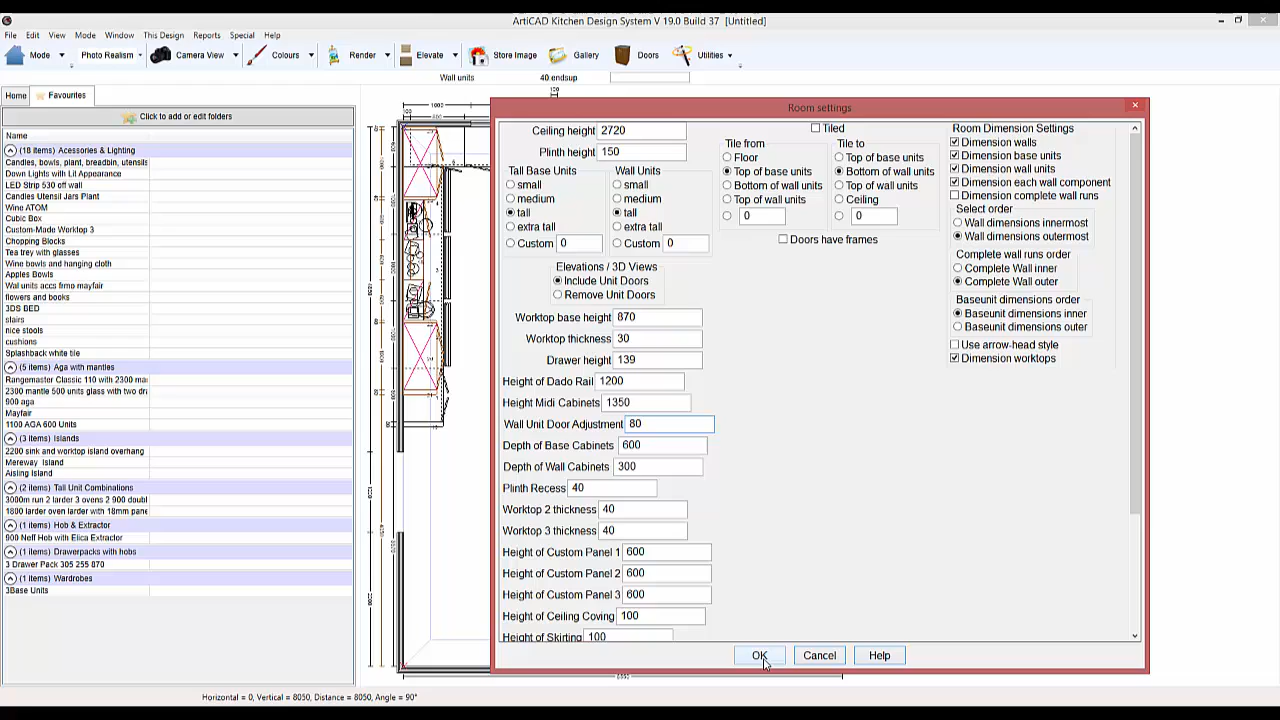 ArtiCAD Kitchen Design System V 19.0 Build 37 [Untitled]
File Edit View Mode Window This Design Reports Special Help
Mode Photo Realism Camera View Colours Render Elevate Store Image Gallery Doors Utilities
Wall units 40 endsup
Home Favourites
Click to add or edit folders
Name
(18 items) Acessories & Lighting
Candles, bowls, plant, breadbin, utensils
Down Lights with Lil Appearance
LED Strip 530 off wall
Candles Utensil Jars Plant
Wine ATOM
Cubic Box
Custom-Made Worktop 3
Chopping Blocks
Tea trey with glasses
Wine bowls and hanging cloth
Apples Bowls
Wal units accs frmo mayfair
flowers and books
3DS BED
stairs
nice stools
cushions
Splashback white tile
(5 items) Aga with mantles
Rangemaster Classic 110 with 2300 ma
2300 mantle 500 units glass with two dra
900 aga
Mayfair
1100 AGA 600 Units
(3 items) Islands
2200 sink and worktop island overhang
Mereway Island
Aisling Island
(2 items) Tall Unit Combinations
3000m run 2 larder 3 ovens 2 900 doubl
1800 larder oven larder with 18mm pane
(1 items) Hob & Extractor
900 Neff Hob with Elica Extractor
(1 items) Drawerpacks with hobs
3 Drawer Pack 305 255 870
(1 items) Wardrobes
3Base Units
Room settings
Ceiling height 2720
Plinth height 150
Tall Base Units
small
medium
tall
extra tall
Custom 0
Wall Units
small
medium
tall
extra tall
Custom 0
Elevations / 3D Views
Include Unit Doors
Remove Unit Doors
Worktop base height 870
Worktop thickness 30
Drawer height 139
Height of Dado Rail 1200
Height Midi Cabinets 1350
Wall Unit Door Adjustment 80
Depth of Base Cabinets 600
Depth of Wall Cabinets 300
Plinth Recess 40
Worktop 2 thickness 40
Worktop 3 thickness 40
Height of Custom Panel 1 600
Height of Custom Panel 2 600
Height of Custom Panel 3 600
Height of Ceiling Coving 100
Height of Skirting 100
Tiled
Tile from
Floor
Top of base units
Bottom of wall units
Top of wall units
0
Tile to
Top of base units
Bottom of wall units
Top of wall units
Ceiling
0
Doors have frames
Room Dimension Settings
Dimension walls
Dimension base units
Dimension wall units
Dimension each wall component
Dimension complete wall runs
Select order
Wall dimensions innermost
Wall dimensions outermost
Complete wall runs order
Complete Wall inner
Complete Wall outer
Baseunit dimensions order
Baseunit dimensions inner
Baseunit dimensions outer
Use arrow-head style
Dimension worktops
OK Cancel Help
Horizontal = 0, Vertical = 8050, Distance = 8050, Angle = 90°